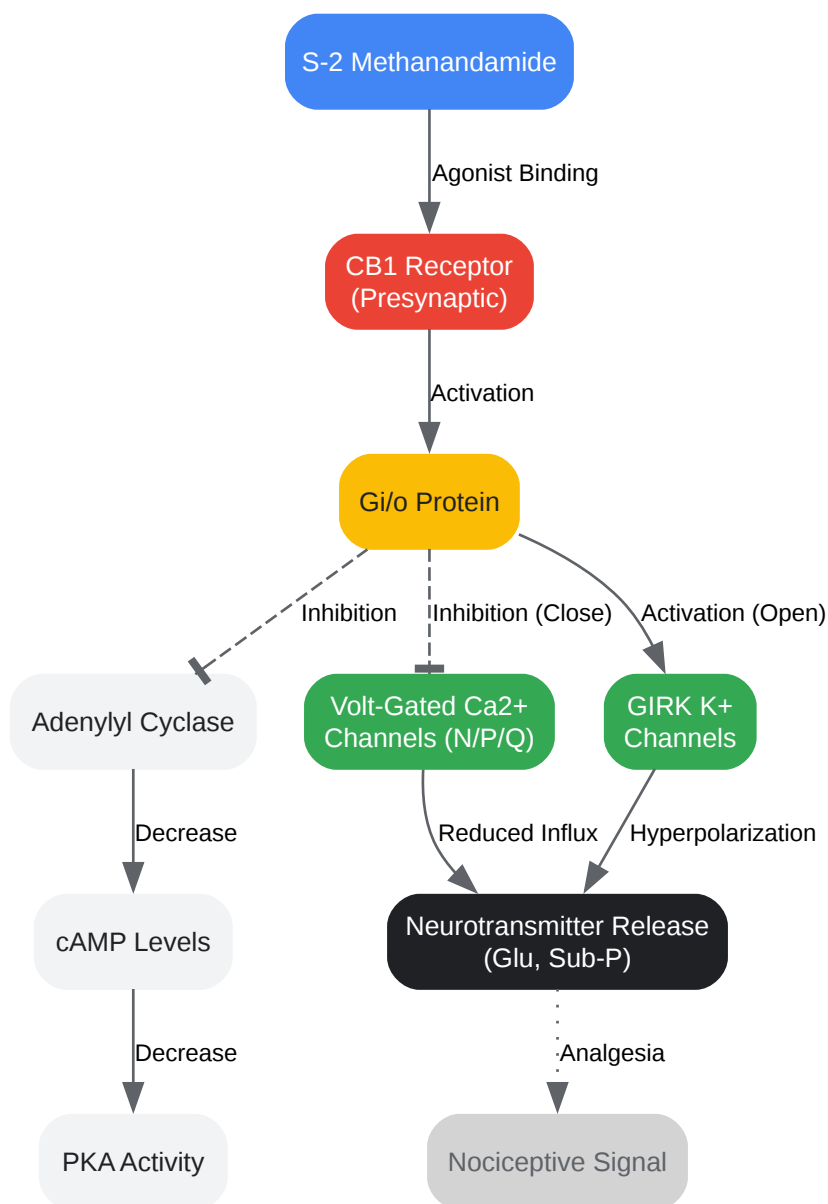 S-2 Methanandamide
Agonist Binding
CB1 Receptor
(Presynaptic)
Activation
Gi/o Protein
Inhibition
Inhibition (Close)
Activation (Open)
Adenylyl Cyclase
Volt-Gated Ca2+
Channels (N/P/Q)
GIRK K+
Channels
Decrease
Reduced Influx
Hyperpolarization
cAMP Levels
Neurotransmitter Release
(Glu, Sub-P)
Decrease
Analgesia
PKA Activity
Nociceptive Signal